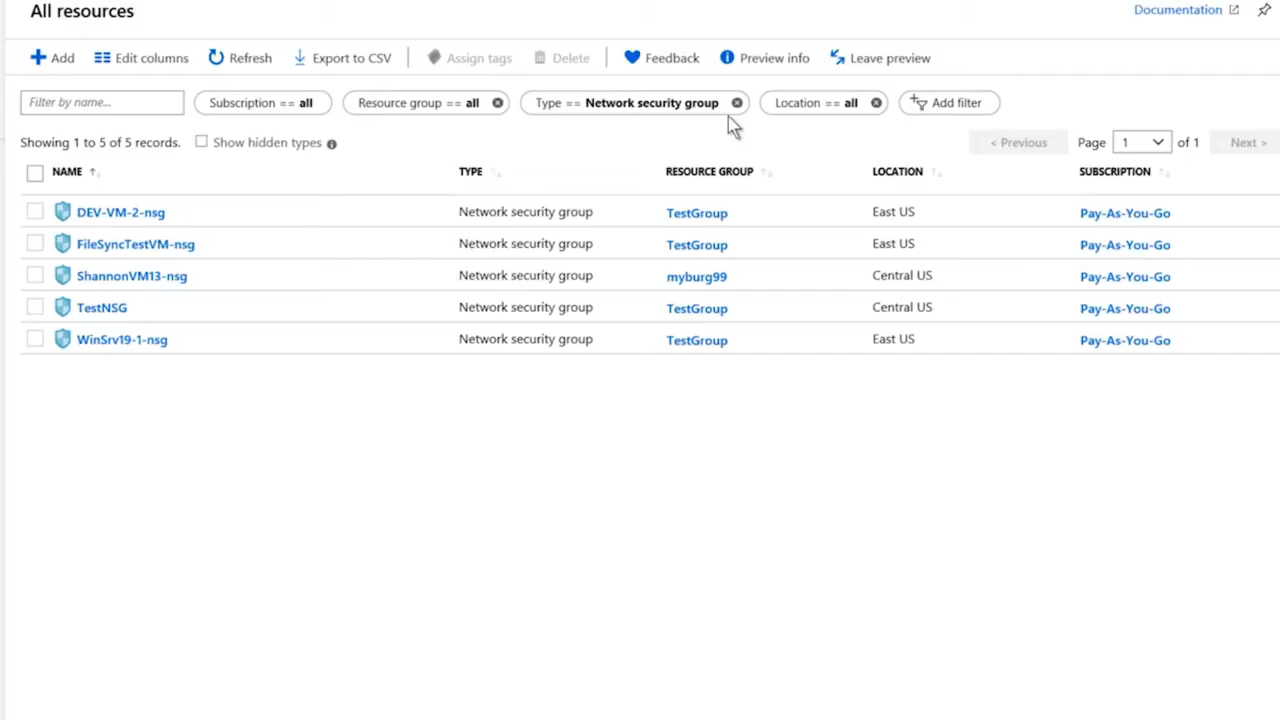 All resources
Documentation
Add Edit columns Refresh Export to CSV Assign tags Delete Feedback Preview info Leave preview
Filter by name... Subscription == all Resource group == all Type == Network security group Location == all Add filter
Showing 1 to 5 of 5 records. Show hidden types < Previous Page 1 of 1 Next >
NAME TYPE RESOURCE GROUP LOCATION SUBSCRIPTION
DEV-VM-2-nsg Network security group TestGroup East US Pay-As-You-Go
FileSyncTestVM-nsg Network security group TestGroup East US Pay-As-You-Go
ShannonVM13-nsg Network security group myburg99 Central US Pay-As-You-Go
TestNSG Network security group TestGroup Central US Pay-As-You-Go
WinSrv19-1-nsg Network security group TestGroup East US Pay-As-You-Go